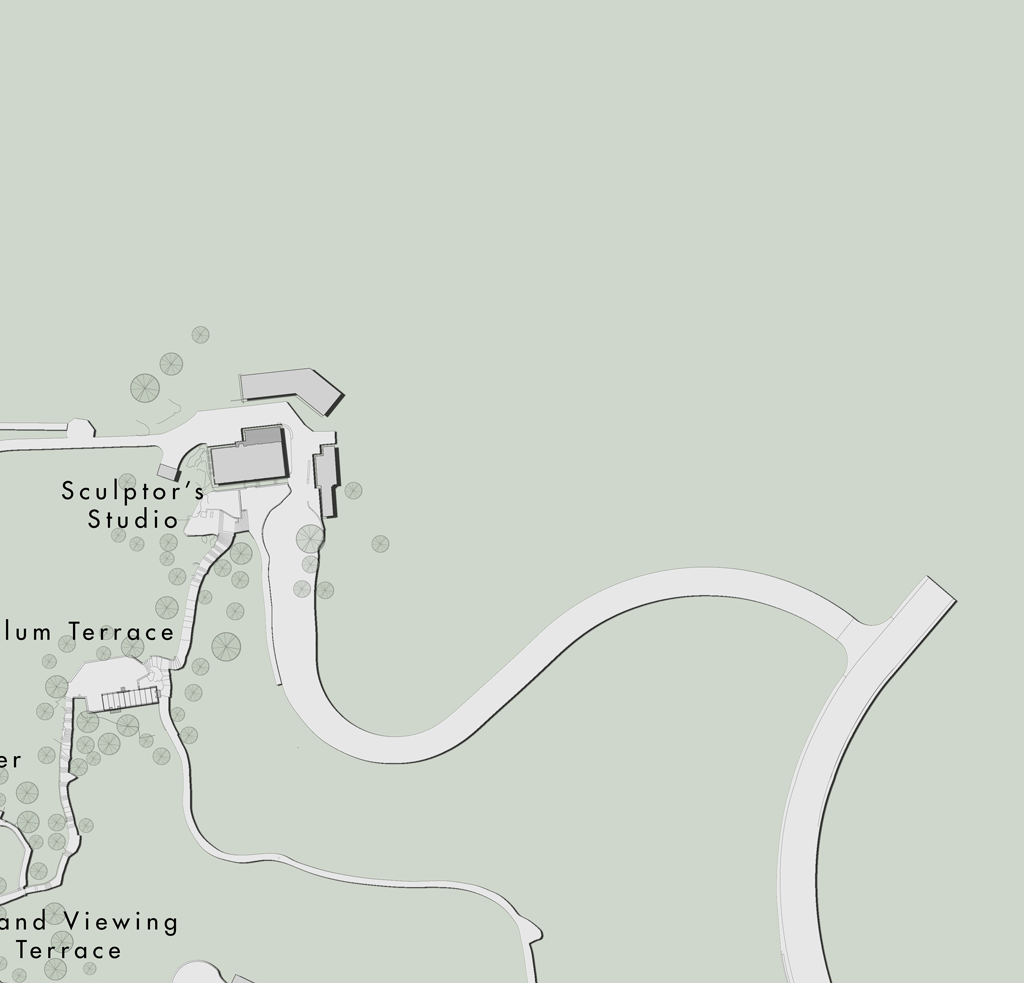 Sculptor's
Studio
lum Terrace
er
and Viewing
Terrace